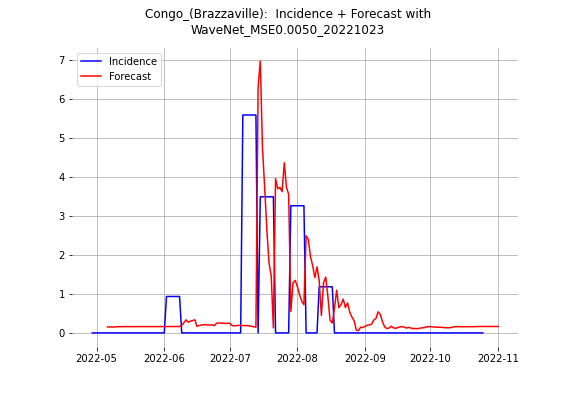 Congo_(Brazzaville):  Incidence + Forecast with
WaveNet_MSE0.0050_20221023
Incidence
Forecast
7
6
5
4
3
2
1
0
2022-05 2022-06 2022-07 2022-08 2022-09 2022-10 2022-11